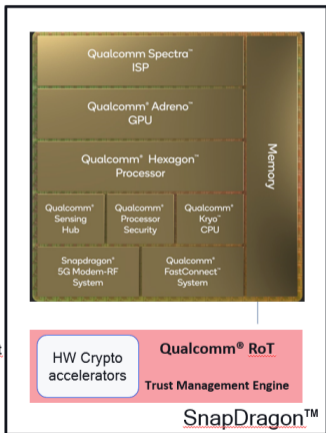 Qualcomm Spectra™
ISP
Qualcomm® Adreno™
GPU
Qualcomm® Hexagon™
Processor
Memory
Qualcomm®
Sensing
Hub
Qualcomm®
Processor
Security
Qualcomm®
Kryo™
CPU
Snapdragon®
5G Modem-RF
System
Qualcomm®
FastConnect™
System
HW Crypto
accelerators
Qualcomm® RoT
Trust Management Engine
SnapDragon™